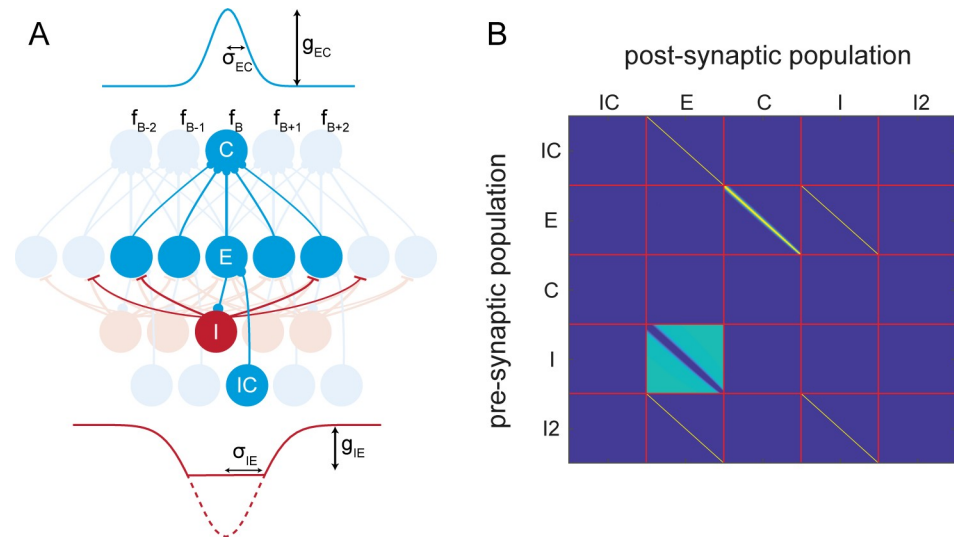 A
σEC
gEC
fB-2 fB-1 fB fB+1 fB+2
C
E
I
IC
σIE
gIE
B
post-synaptic population
IC E C I I2
pre-synaptic population
IC
E
C
I
I2